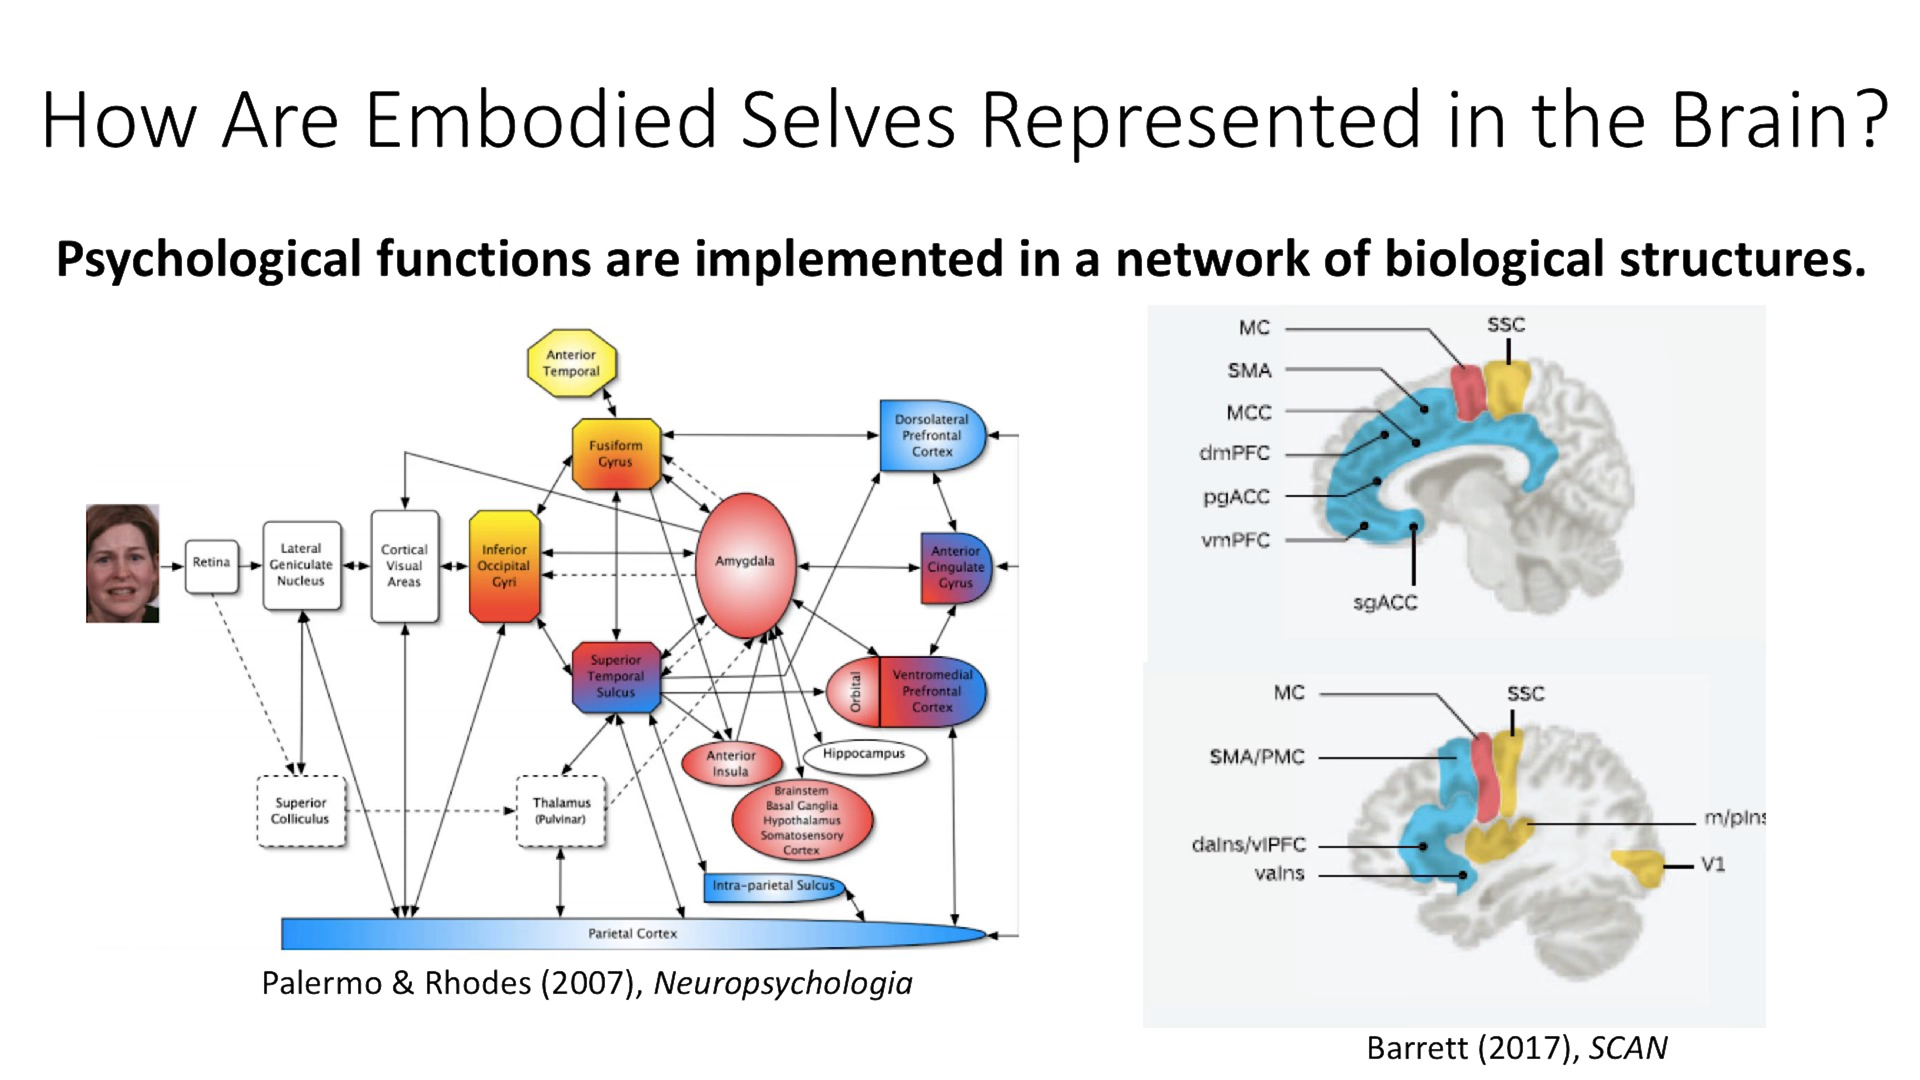 How Are Embodied Selves Represented in the Brain?
Psychological functions are implemented in a network of biological structures.
Anterior
Temporal
Fusiform
Gyrus
Dorsolateral
Prefrontal
Cortex
Retina
Lateral
Geniculate
Nucleus
Cortical
Visual
Areas
Inferior
Occipital
Gyri
Amygdala
Anterior
Cingulate
Gyrus
Superior
Temporal
Sulcus
Orbital
Ventromedial
Prefrontal
Cortex
Anterior
Insula
Hippocampus
Superior
Colliculus
Thalamus
(Pulvinar)
Brainstem
Basal Ganglia
Hypothalamus
Somatosensory
Cortex
Intra-parietal Sulcus
Parietal Cortex
Palermo & Rhodes (2007), Neuropsychologia
MC
SSC
SMA
MCC
dmPFC
pgACC
vmPFC
sgACC
MC
SSC
SMA/PMC
m/pIns
daIns/vlPFC
V1
vaIns
Barrett (2017), SCAN